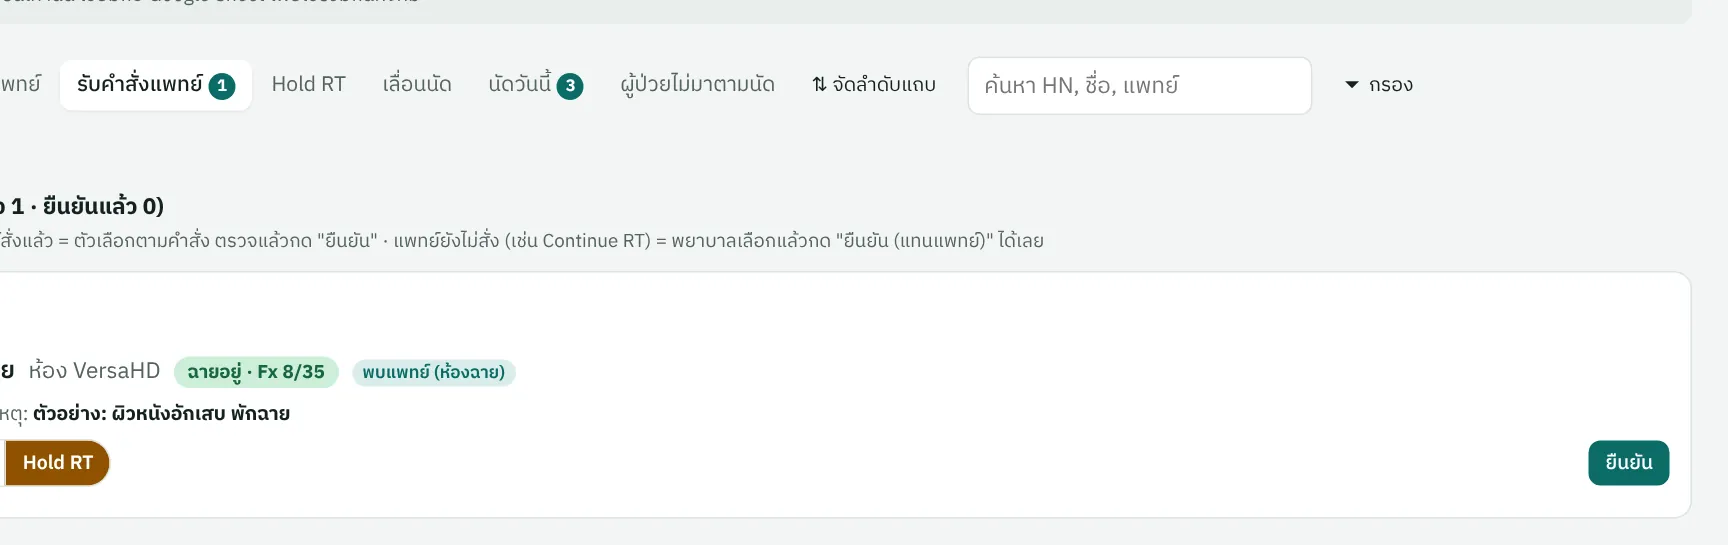 พทย์ รับคำสั่งแพทย์ 1 Hold RT เลื่อนนัด นัดวันนี้ 3 ผู้ป่วยไม่มาตามนัด ⇅ จัดลำดับแถบ ค้นหา HN, ชื่อ, แพทย์ กรอง
1 · ยืนยันแล้ว 0)
สั่งแล้ว = ตัวเลือกตามคำสั่ง ตรวจแล้วกด "ยืนยัน" · แพทย์ยังไม่สั่ง (เช่น Continue RT) = พยาบาลเลือกแล้วกด "ยืนยัน (แทนแพทย์)" ได้เลย
ย ห้อง VersaHD ฉายอยู่ · Fx 8/35 พบแพทย์ (ห้องฉาย)
หตุ: ตัวอย่าง: ผิวหนังอักเสบ พักฉาย
Hold RT ยืนยัน